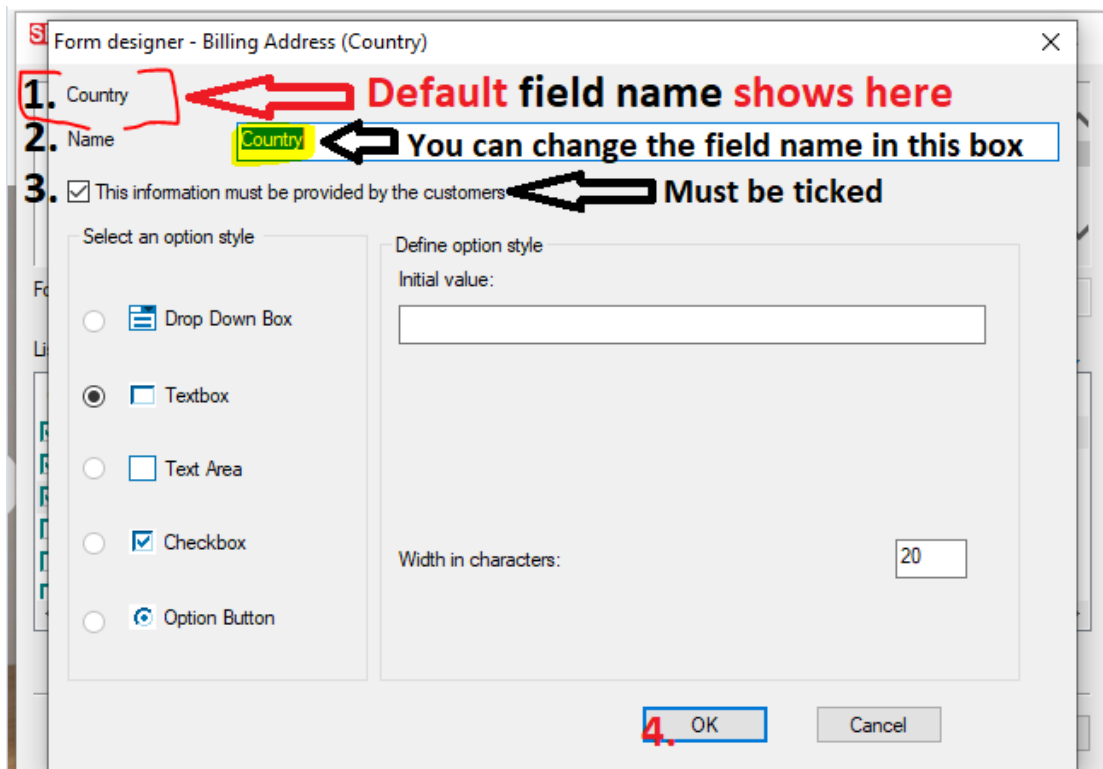 Form designer - Billing Address (Country)
1. Country Default field name shows here
2. Name Country You can change the field name in this box
3. This information must be provided by the customers Must be ticked
Select an option style
Define option style
Initial value:
Drop Down Box
Textbox
Text Area
Checkbox
Width in characters: 20
Option Button
4. OK Cancel